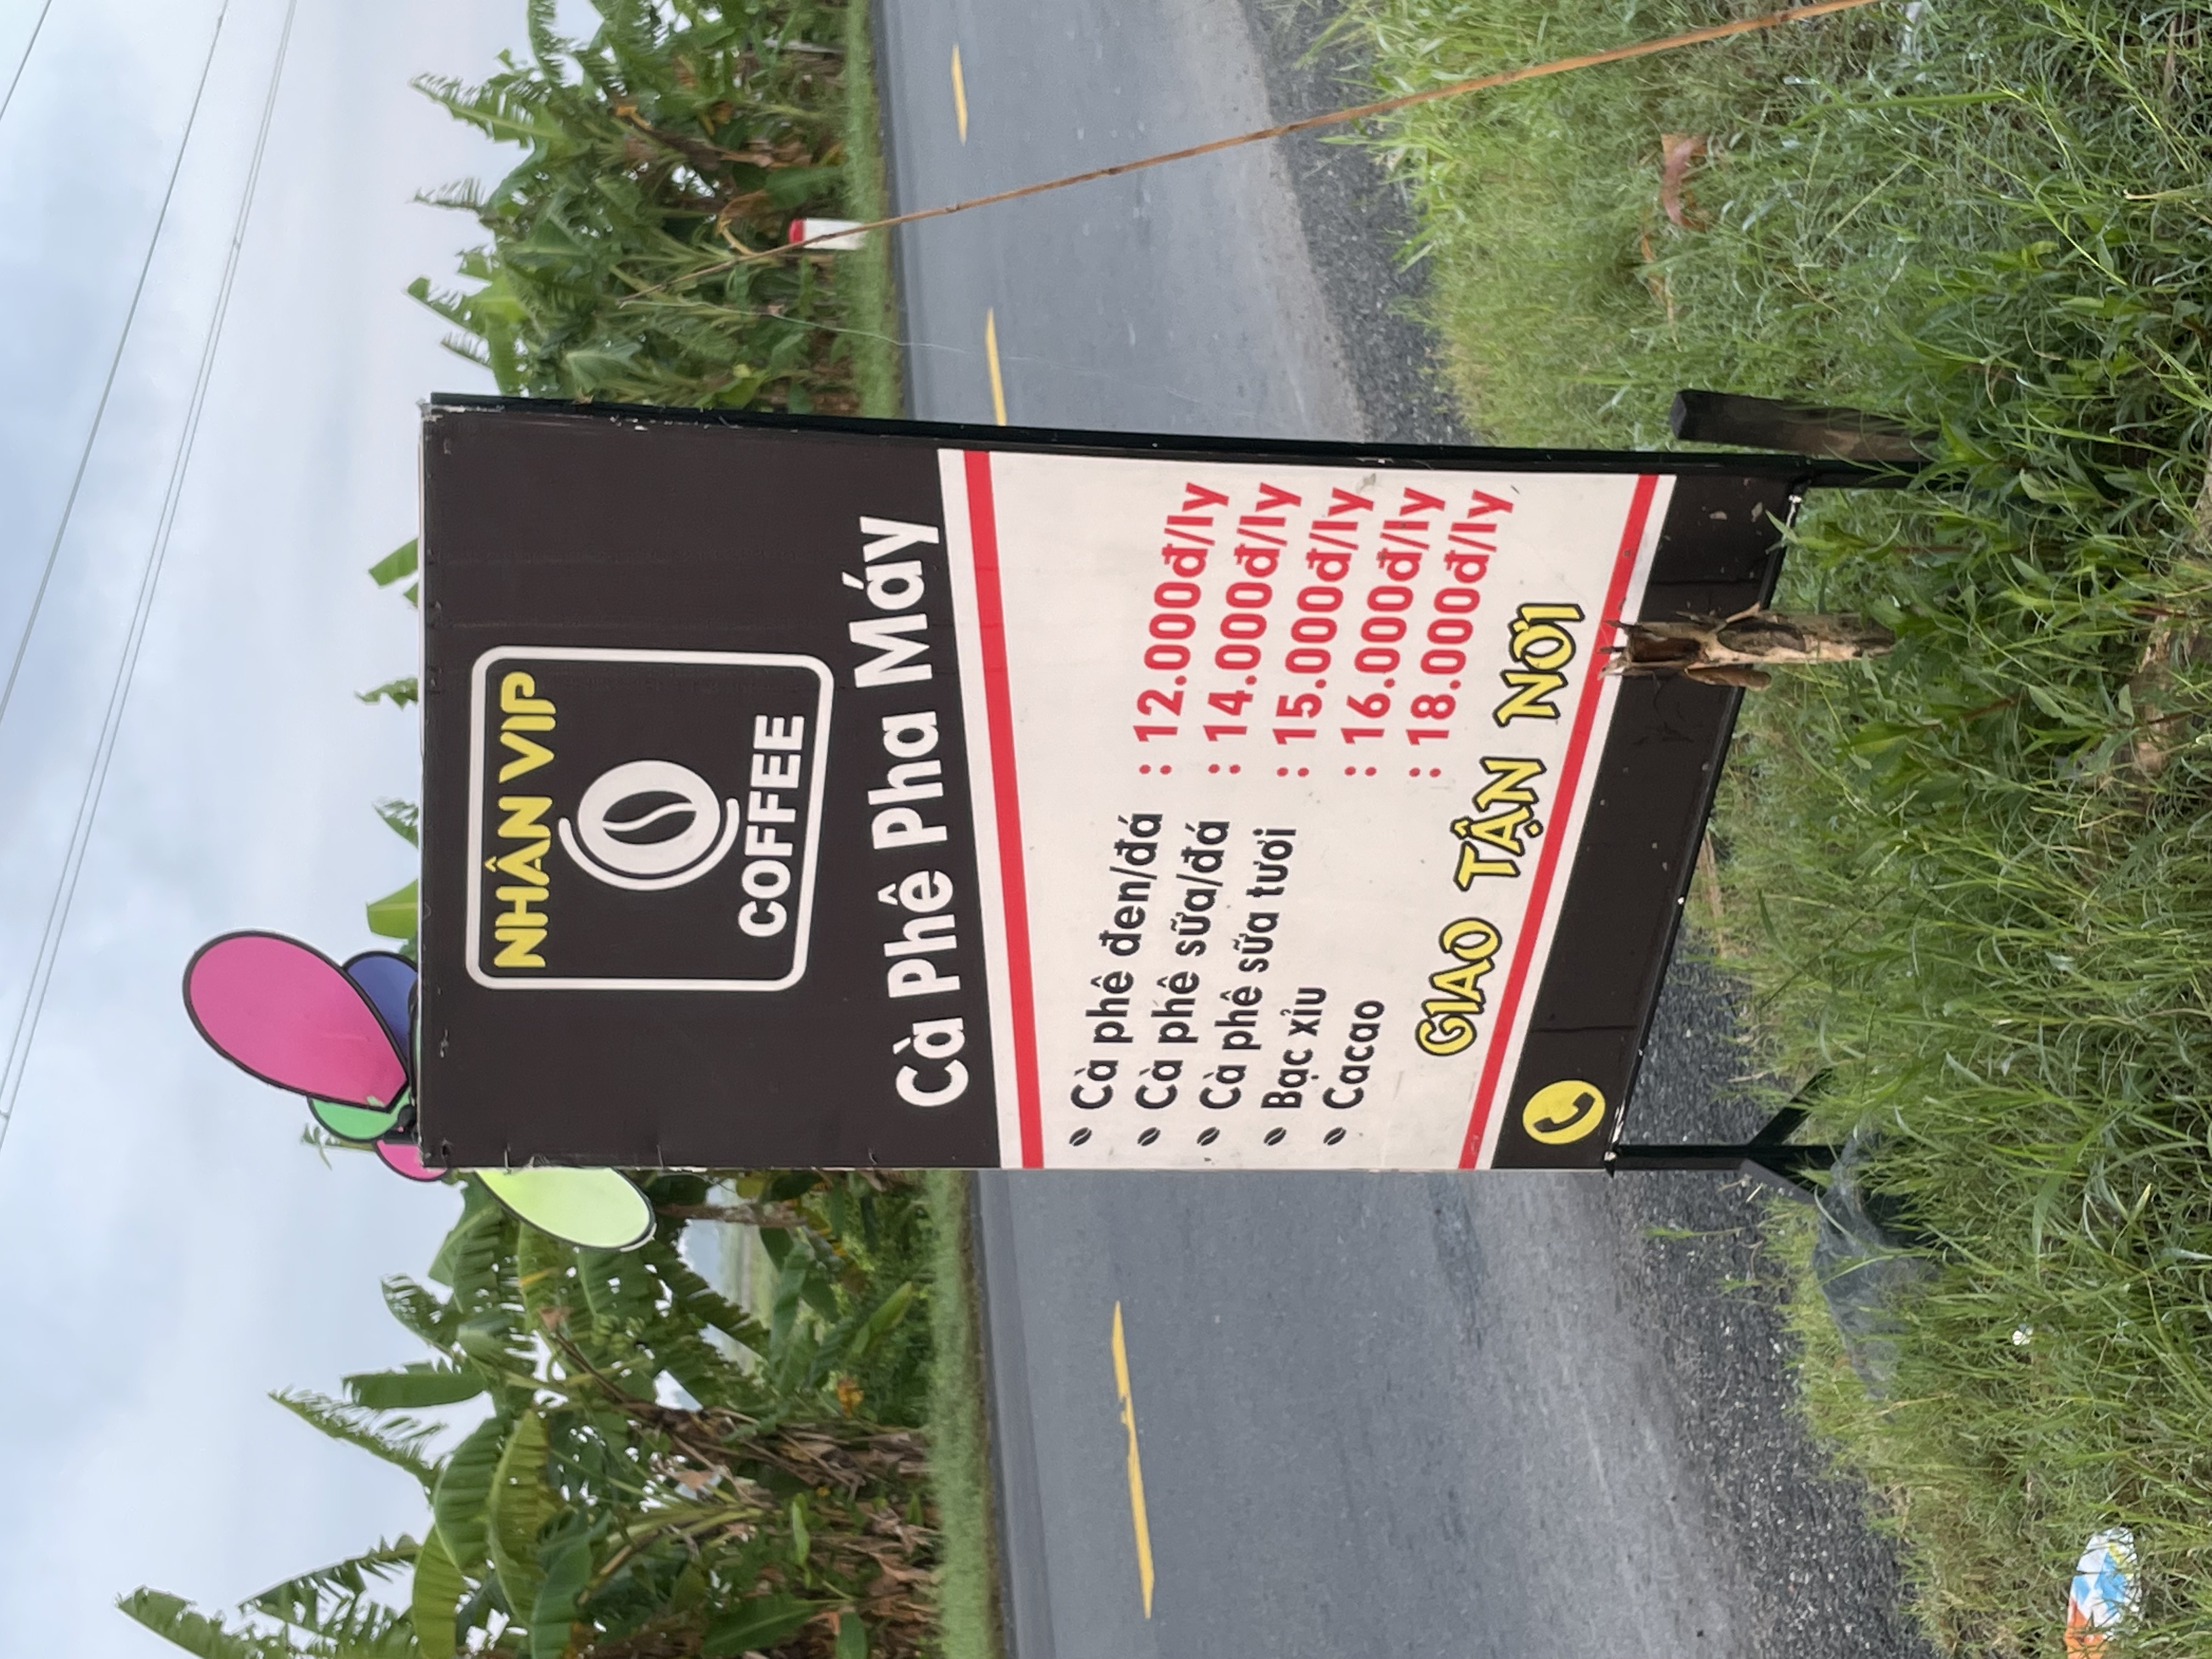 NHÂN VIP
COFFEE
Cà Phê Pha Máy
Cà phê đen/đá : 12.000đ/ly
Cà phê sữa/đá : 14.000đ/ly
Cà phê sữa tươi : 15.000đ/ly
Bạc xỉu : 16.000đ/ly
Cacao : 18.000đ/ly
GIAO TẬN NƠI